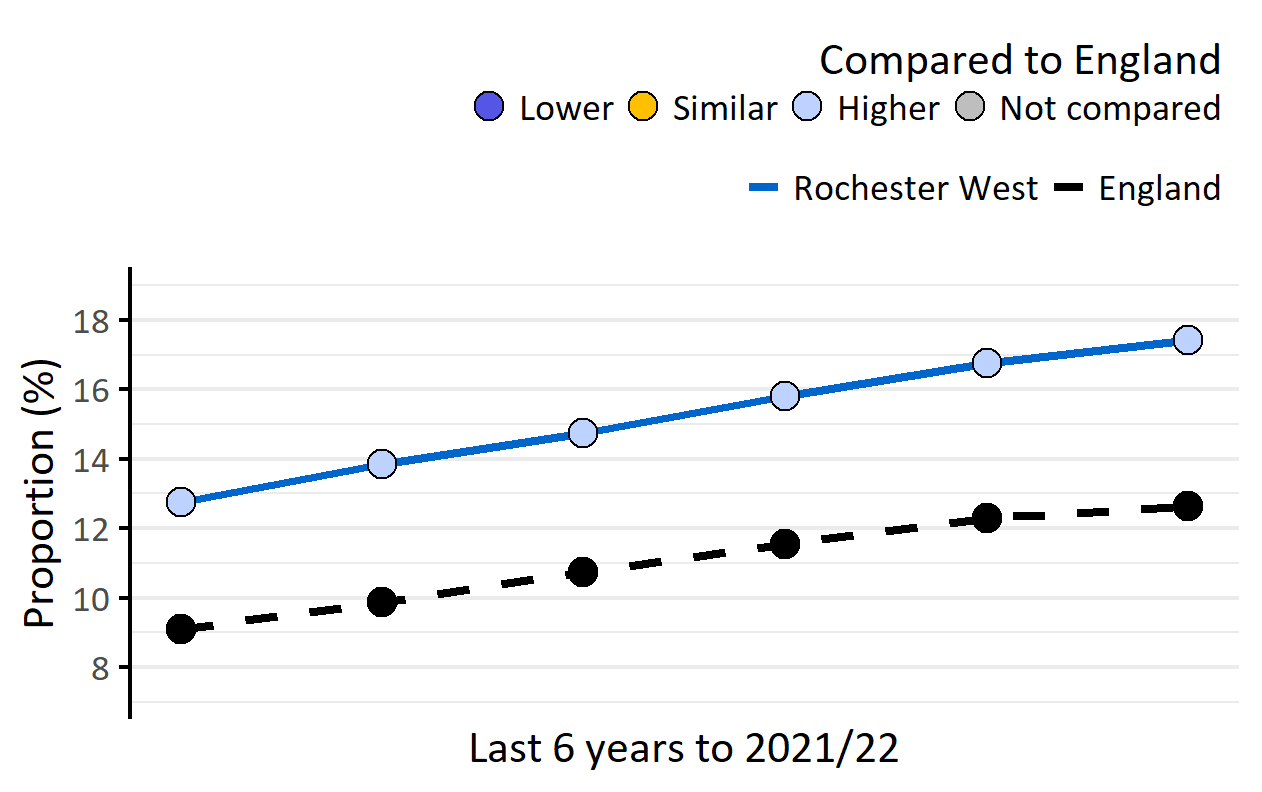 Compared to England
Lower Similar Higher Not compared
Rochester West England
Proportion (%)
18
16
14
12
10
8
Last 6 years to 2021/22